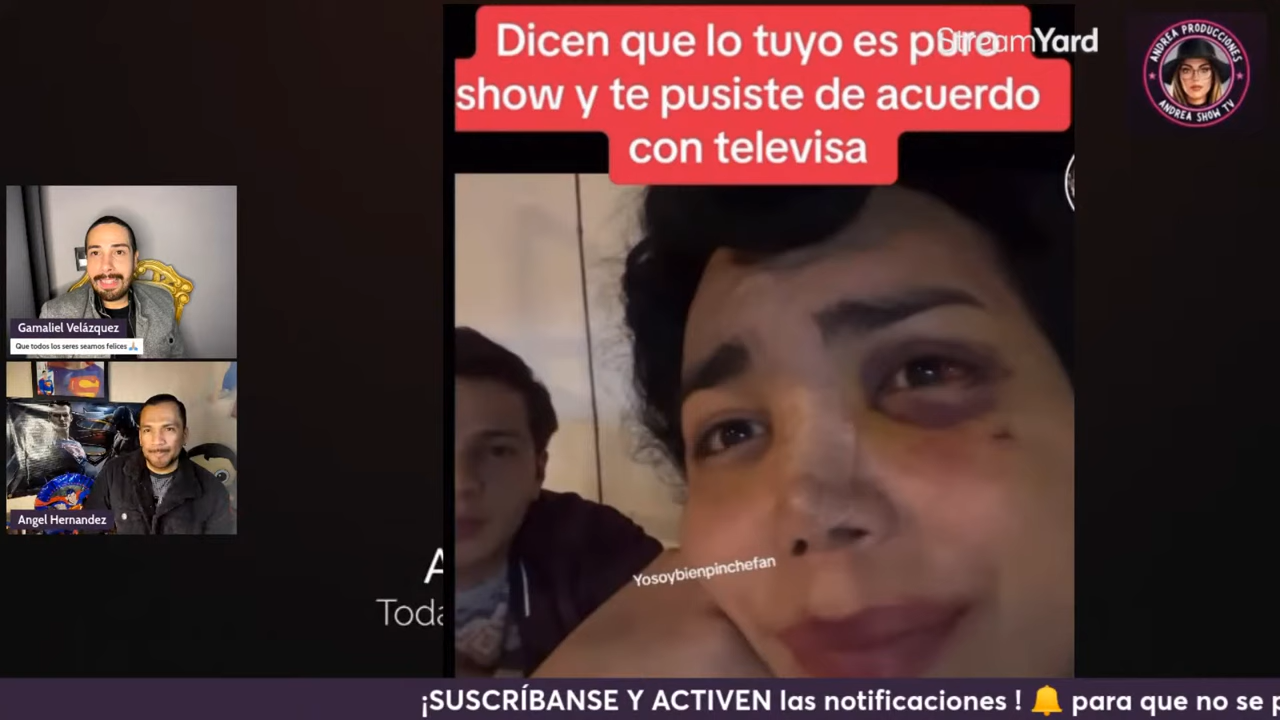 Dicen que lo tuyo es puro
show y te pusiste de acuerdo
con televisa
StreamYard
ANDREA PRODUCCIONES
ANDREA SHOW TV
Gamaliel Velázquez
Que todos los seres seamos felices 🙏
Angel Hernandez
Yosoybienpinchefan
A
Toda
¡SUSCRÍBANSE Y ACTIVEN las notificaciones ! 🔔 para que no se p